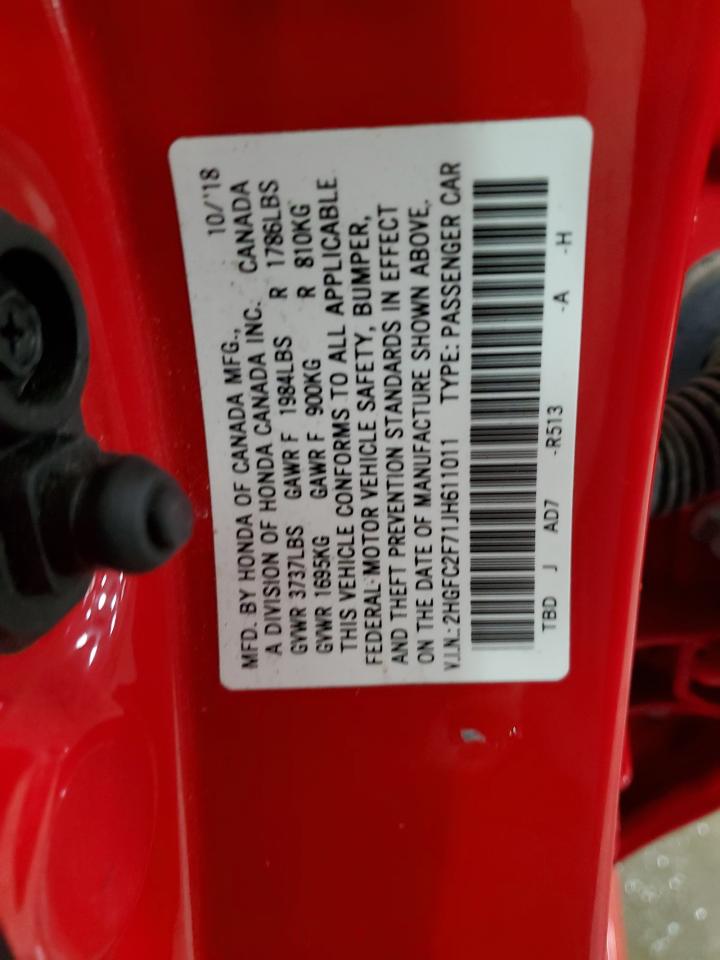 10/'18
MFD. BY HONDA OF CANADA MFG.,
A DIVISION OF HONDA CANADA INC. CANADA
GVWR 3737LBS GAWR F 1984LBS R 1786LBS
GVWR 1695KG GAWR F 900KG R 810KG
THIS VEHICLE CONFORMS TO ALL APPLICABLE
FEDERAL MOTOR VEHICLE SAFETY, BUMPER,
AND THEFT PREVENTION STANDARDS IN EFFECT
ON THE DATE OF MANUFACTURE SHOWN ABOVE.
V.I.N.: 2HGFC2F71JH611011 TYPE: PASSENGER CAR
TBD J AD7 -R513 -A -H